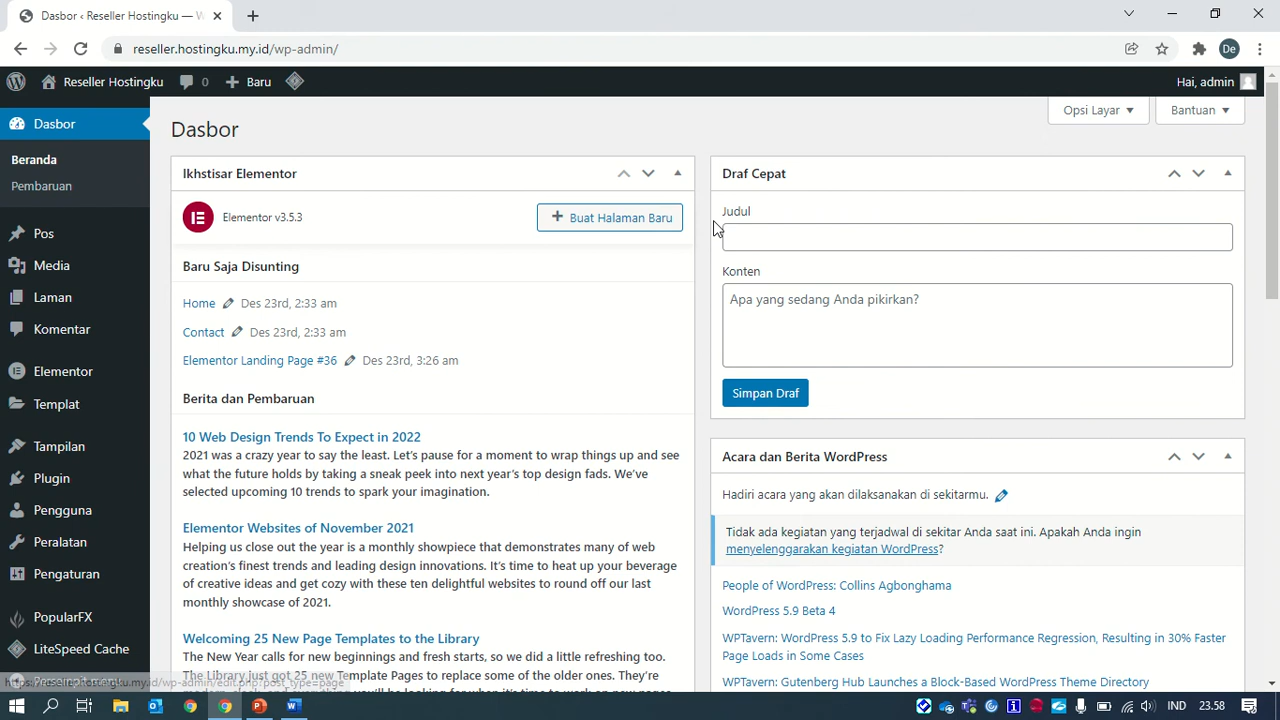 Dasbor ‹ Reseller Hostingku — W
reseller.hostingku.my.id/wp-admin/
De
Reseller Hostingku
0
Baru
Hai, admin
Dasbor
Beranda
Pembaruan
Pos
Media
Laman
Komentar
Elementor
Templat
Tampilan
Plugin
Pengguna
Peralatan
Pengaturan
PopularFX
LiteSpeed Cache
Opsi Layar
Bantuan
Dasbor
Ikhstisar Elementor
Elementor v3.5.3
Buat Halaman Baru
Baru Saja Disunting
Home Des 23rd, 2:33 am
Contact Des 23rd, 2:33 am
Elementor Landing Page #36 Des 23rd, 3:26 am
Berita dan Pembaruan
10 Web Design Trends To Expect in 2022
2021 was a crazy year to say the least. Let's pause for a moment to wrap things up and see
what the future holds by taking a sneak peek into next year's top design fads. We've
selected upcoming 10 trends to spark your imagination.
Elementor Websites of November 2021
Helping us close out the year is a monthly showpiece that demonstrates many of web
creation's finest trends and leading design innovations. It's time to heat up your beverage
of creative ideas and get cozy with these ten delightful websites to round off our last
monthly showcase of 2021.
Welcoming 25 New Page Templates to the Library
The New Year calls for new beginnings and fresh starts, so we did a little refreshing too.
The Library just got 25 new Template Pages to replace some of the older ones. They're
Draf Cepat
Judul
Konten
Apa yang sedang Anda pikirkan?
Simpan Draf
Acara dan Berita WordPress
Hadiri acara yang akan dilaksanakan di sekitarmu.
Tidak ada kegiatan yang terjadwal di sekitar Anda saat ini. Apakah Anda ingin
menyelenggarakan kegiatan WordPress?
People of WordPress: Collins Agbonghama
WordPress 5.9 Beta 4
WPTavern: WordPress 5.9 to Fix Lazy Loading Performance Regression, Resulting in 30% Faster
Page Loads in Some Cases
WPTavern: Gutenberg Hub Launches a Block-Based WordPress Theme Directory
https://reseller.hostingku.my.id/wp-admin/edit.php?post_type=page
IND
23.58